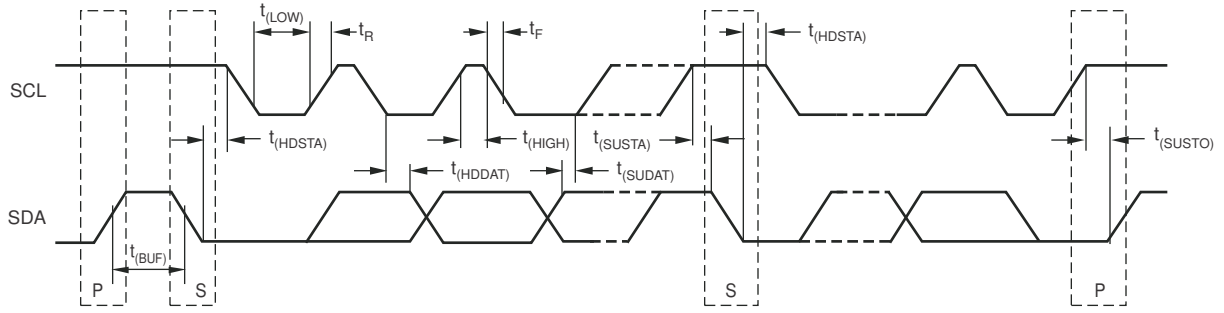 t(LOW)
tR
tF
t(HDSTA)
SCL
t(HDSTA)
t(HIGH)
t(SUSTA)
t(SUSTO)
t(HDDAT)
t(SUDAT)
SDA
t(BUF)
P
S
S
P